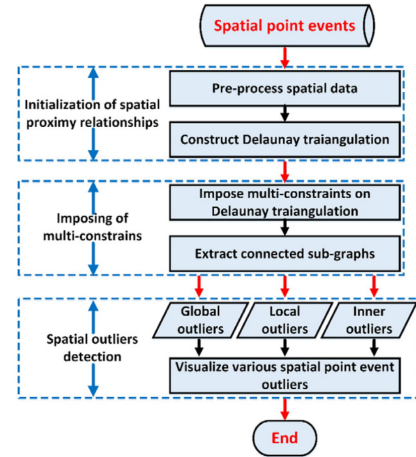 Spatial point events
Initialization of spatial
proximy relationships
Pre-process spatial data
Construct Delaunay traiangulation
Imposing of
multi-constrains
Impose multi-constraints on
Delaunay traiangulation
Extract connected sub-graphs
Spatial outliers
detection
Global
outliers
Local
outliers
Inner
outliers
Visualize various spatial point event
outliers
End